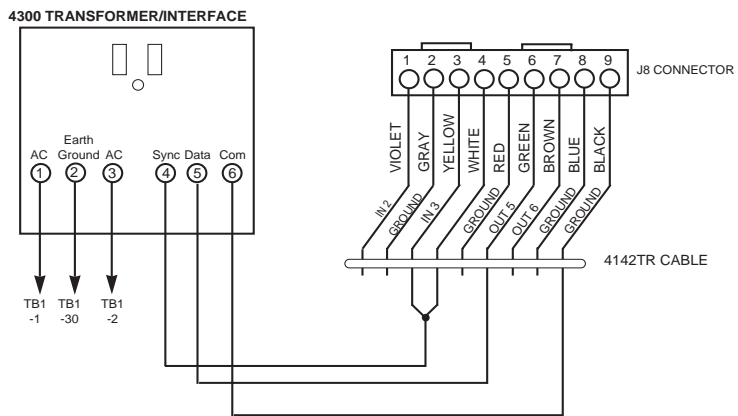 4300 TRANSFORMER/INTERFACE
AC
Earth
Ground
AC
Sync
Data
Com
1
2
3
4
5
6
TB1
-1
TB1
-30
TB1
-2
1
2
3
4
5
6
7
8
9
J8 CONNECTOR
VIOLET
GRAY
YELLOW
WHITE
RED
GREEN
BROWN
BLUE
BLACK
IN 2
GROUND
IN 3
GROUND
OUT 5
OUT 6
GROUND
GROUND
4142TR CABLE